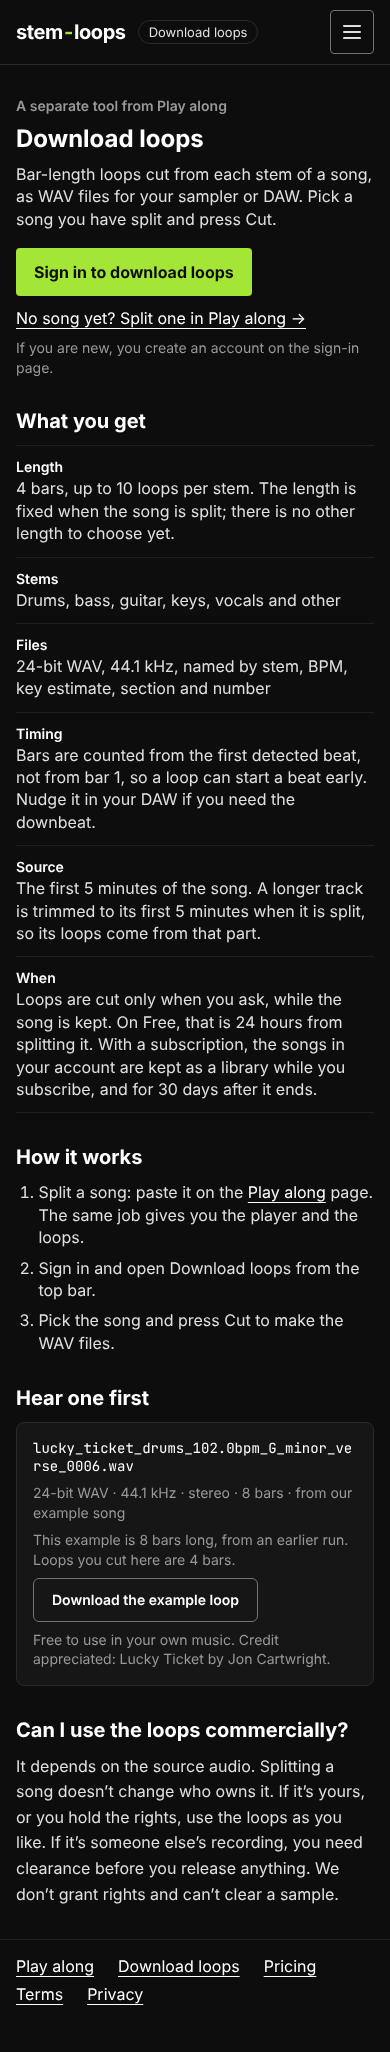 stem-loops
Download loops
A separate tool from Play along
Download loops
Bar-length loops cut from each stem of a song,
as WAV files for your sampler or DAW. Pick a
song you have split and press Cut.
Sign in to download loops
No song yet? Split one in Play along →
If you are new, you create an account on the sign-in
page.
What you get
Length
4 bars, up to 10 loops per stem. The length is
fixed when the song is split; there is no other
length to choose yet.
Stems
Drums, bass, guitar, keys, vocals and other
Files
24-bit WAV, 44.1 kHz, named by stem, BPM,
key estimate, section and number
Timing
Bars are counted from the first detected beat,
not from bar 1, so a loop can start a beat early.
Nudge it in your DAW if you need the
downbeat.
Source
The first 5 minutes of the song. A longer track
is trimmed to its first 5 minutes when it is split,
so its loops come from that part.
When
Loops are cut only when you ask, while the
song is kept. On Free, that is 24 hours from
splitting it. With a subscription, the songs in
your account are kept as a library while you
subscribe, and for 30 days after it ends.
How it works
1. Split a song: paste it on the Play along page.
The same job gives you the player and the
loops.
2. Sign in and open Download loops from the
top bar.
3. Pick the song and press Cut to make the
WAV files.
Hear one first
lucky_ticket_drums_102.0bpm_G_minor_ve
rse_0006.wav
24-bit WAV · 44.1 kHz · stereo · 8 bars · from our
example song
This example is 8 bars long, from an earlier run.
Loops you cut here are 4 bars.
Download the example loop
Free to use in your own music. Credit
appreciated: Lucky Ticket by Jon Cartwright.
Can I use the loops commercially?
It depends on the source audio. Splitting a
song doesn’t change who owns it. If it’s yours,
or you hold the rights, use the loops as you
like. If it’s someone else’s recording, you need
clearance before you release anything. We
don’t grant rights and can’t clear a sample.
Play along Download loops Pricing
Terms Privacy